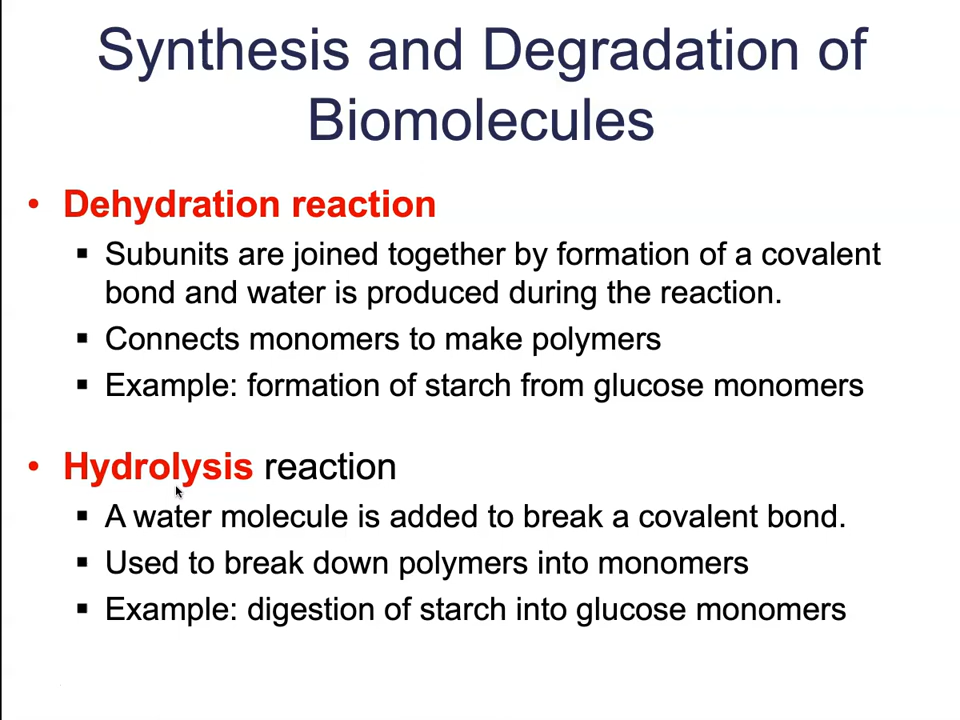 Synthesis and Degradation of
Biomolecules
• Dehydration reaction
▪ Subunits are joined together by formation of a covalent
bond and water is produced during the reaction.
▪ Connects monomers to make polymers
▪ Example: formation of starch from glucose monomers
• Hydrolysis reaction
▪ A water molecule is added to break a covalent bond.
▪ Used to break down polymers into monomers
▪ Example: digestion of starch into glucose monomers